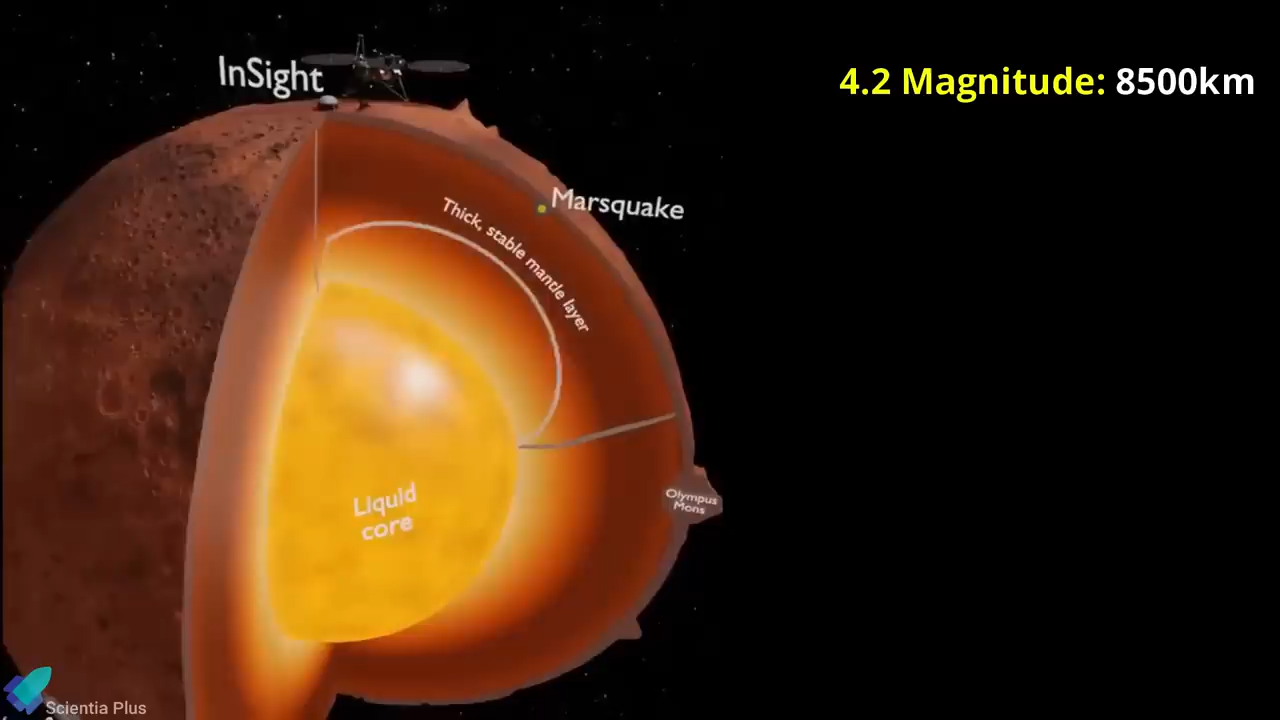 InSight
4.2 Magnitude: 8500km
Marsquake
Thick, stable mantle layer
Liquid
core
Olympus
Mons
Scientia Plus